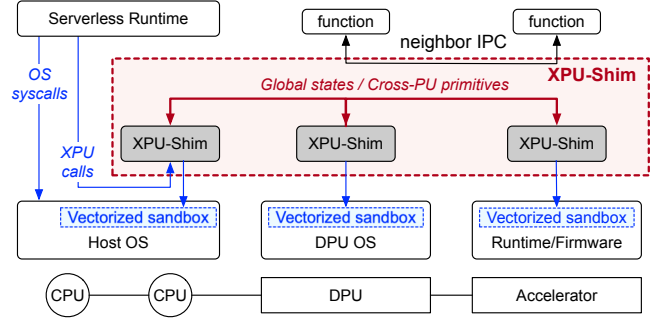 Serverless Runtime
function
function
neighbor IPC
OS
syscalls
XPU-Shim
Global states / Cross-PU primitives
XPU-Shim
XPU-Shim
XPU-Shim
XPU
calls
Vectorized sandbox
Vectorized sandbox
Vectorized sandbox
Host OS
DPU OS
Runtime/Firmware
CPU
CPU
DPU
Accelerator